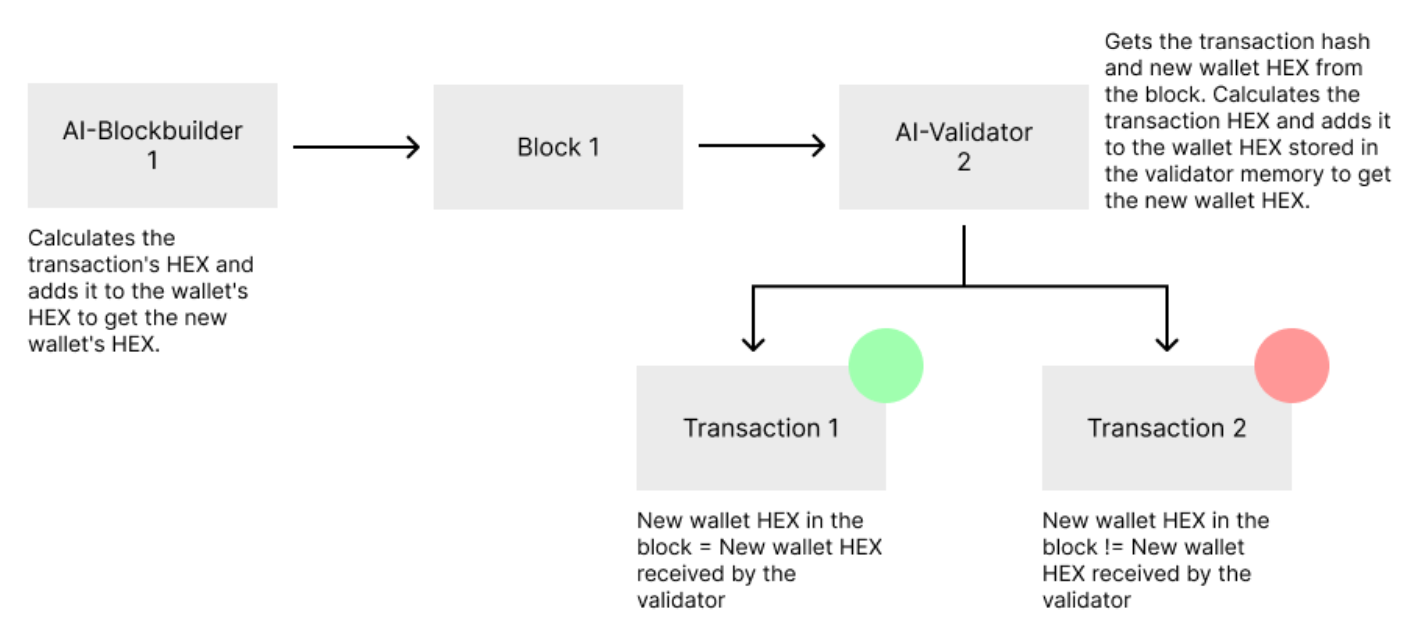 AI-Blockbuilder
1
Calculates the
transaction's HEX and
adds it to the wallet's
HEX to get the new
wallet's HEX.
Block 1
AI-Validator
2
Gets the transaction hash
and new wallet HEX from
the block. Calculates the
transaction HEX and adds it
to the wallet HEX stored in
the validator memory to get
the new wallet HEX.
Transaction 1
New wallet HEX in the
block = New wallet HEX
received by the
validator
Transaction 2
New wallet HEX in the
block != New wallet
HEX received by the
validator